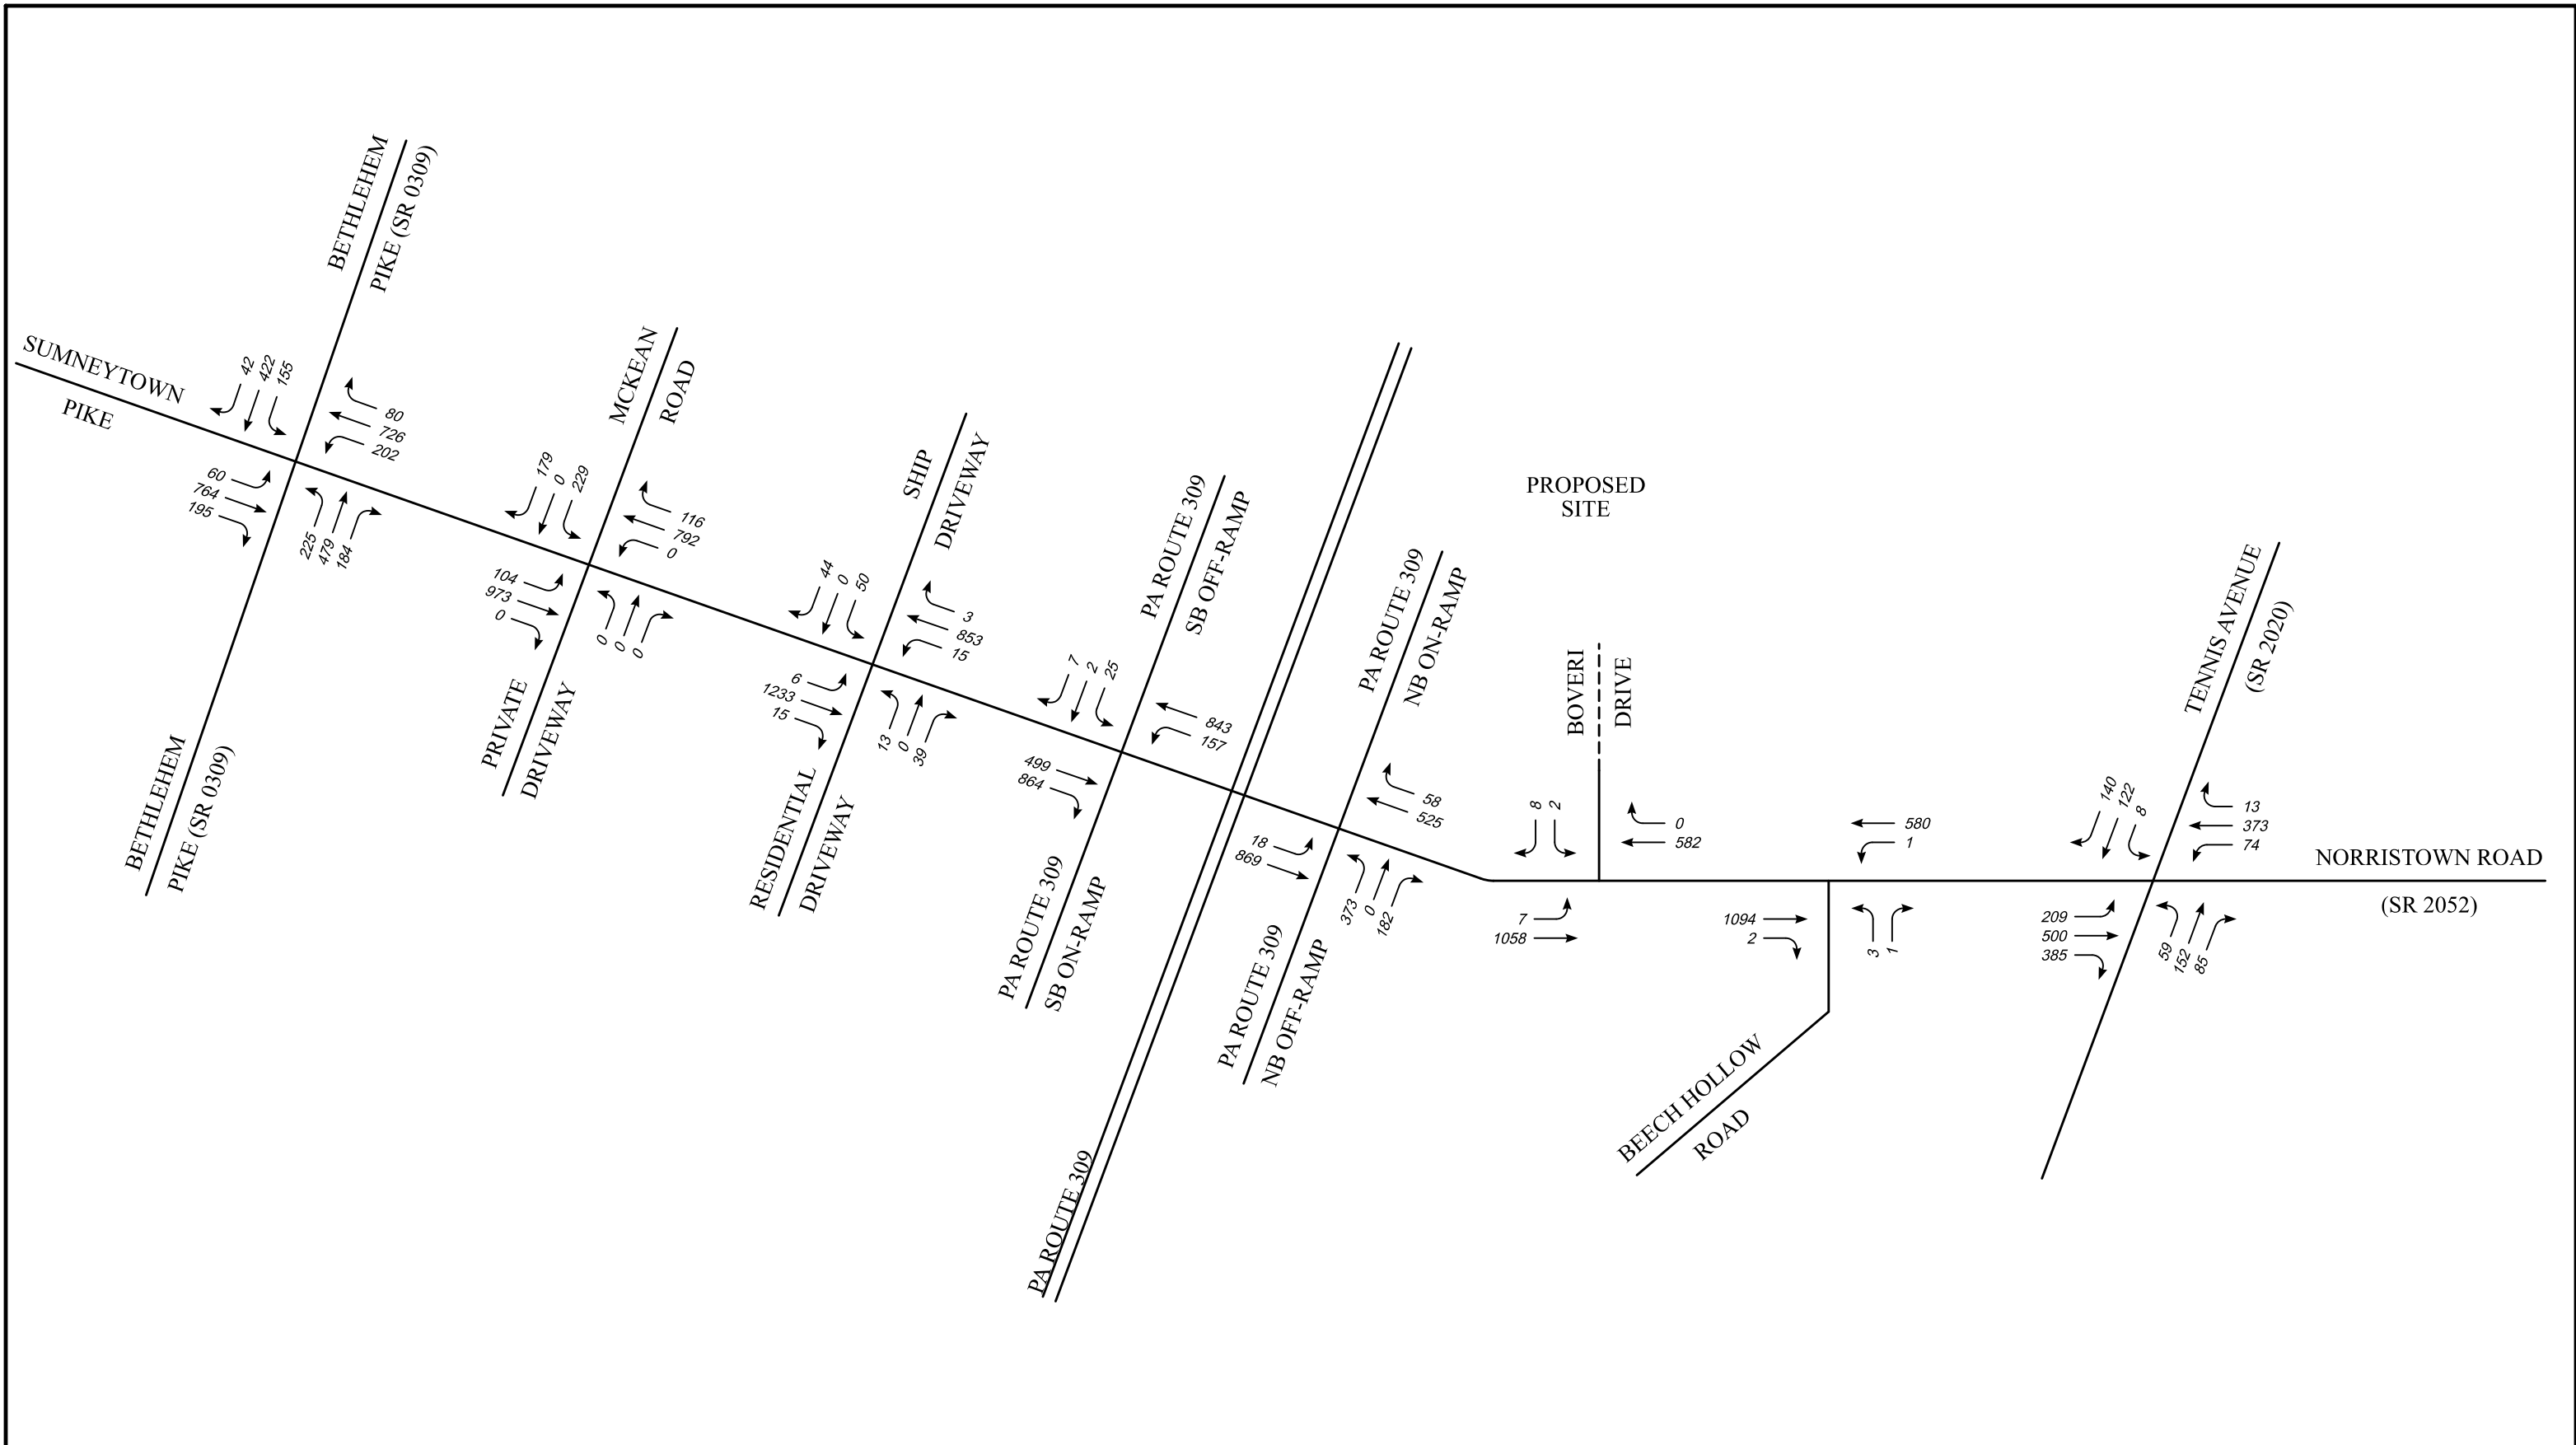 BETHLEHEM
PIKE (SR 0309)
SUMNEYTOWN
PIKE
42
422
155
80
726
202
60
764
195
225
479
184
BETHLEHEM
PIKE (SR 0309)
MCKEAN
ROAD
179
0
229
116
792
0
104
973
0
0
0
0
PRIVATE
DRIVEWAY
SHIP
DRIVEWAY
44
0
50
3
853
15
6
1233
15
13
0
39
RESIDENTIAL
DRIVEWAY
PA ROUTE 309
SB OFF-RAMP
7
2
25
843
157
499
864
PA ROUTE 309
SB ON-RAMP
PA ROUTE 309
PROPOSED
SITE
PA ROUTE 309
NB ON-RAMP
58
525
18
869
373
0
182
PA ROUTE 309
NB OFF-RAMP
BOVERI
DRIVE
8
2
0
582
7
1058
580
1
1094
2
3
1
BEECH HOLLOW
ROAD
TENNIS AVENUE
(SR 2020)
140
122
8
13
373
74
209
500
385
59
152
85
NORRISTOWN ROAD
(SR 2052)